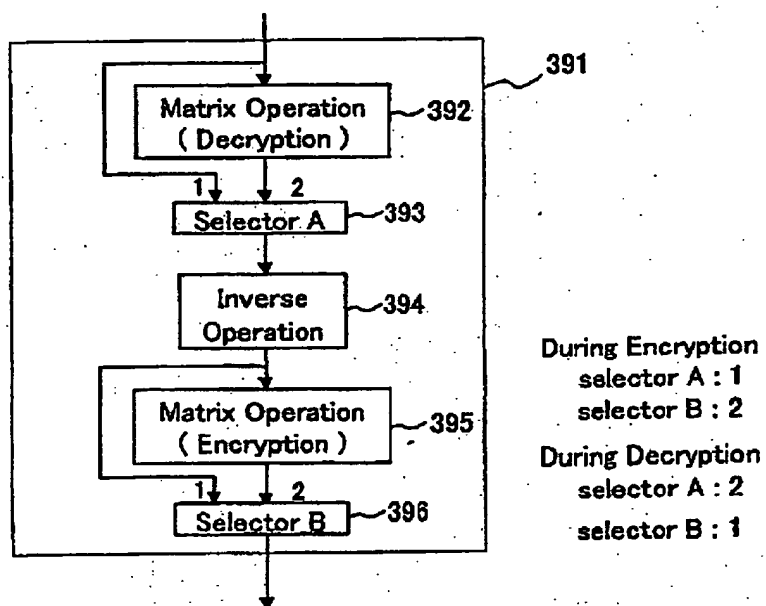 391
Matrix Operation
( Decryption )
392
1
2
Selector A
393
Inverse
Operation
394
Matrix Operation
( Encryption )
395
1
2
Selector B
396
During Encryption
selector A : 1
selector B : 2
During Decryption
selector A : 2
selector B : 1